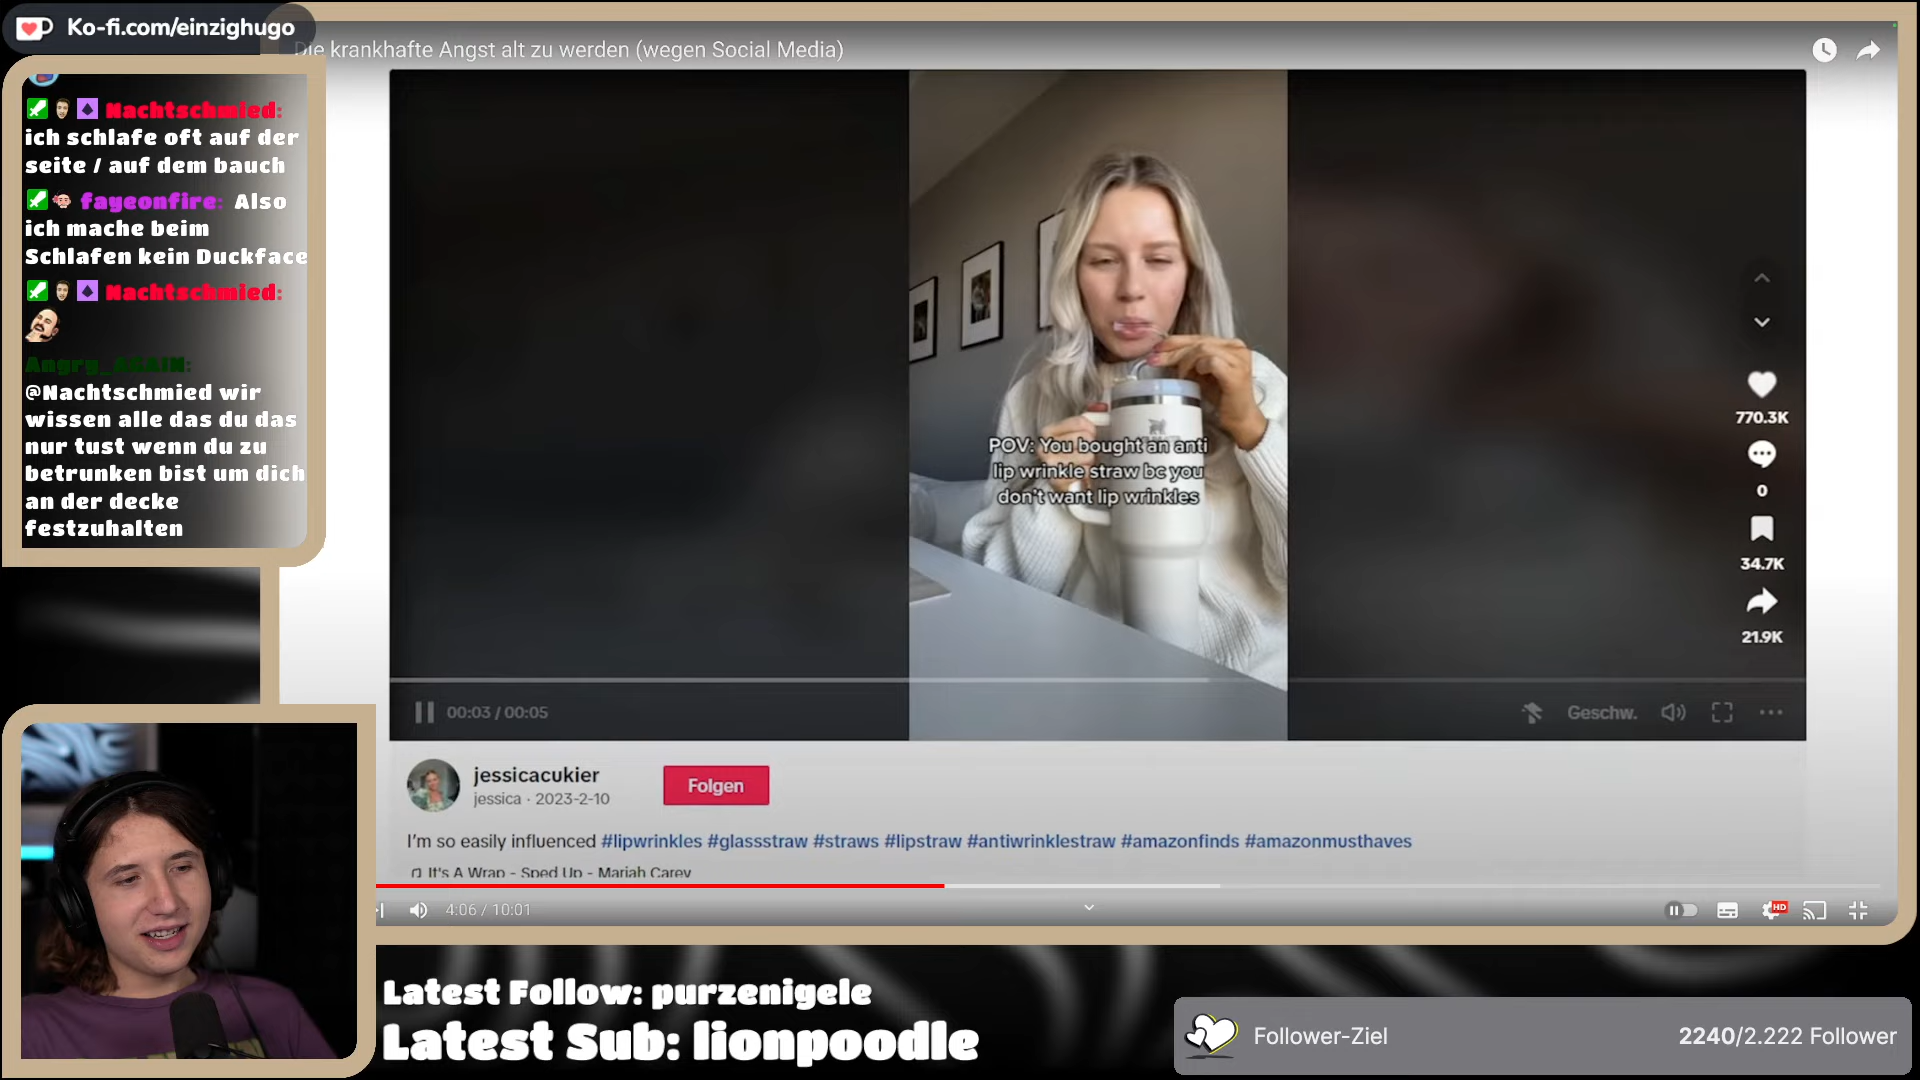 Ko-fi.com/einzighugo
Die krankhafte Angst alt zu werden (wegen Social Media)
Nachtschmied:
ich schlafe oft auf der
seite / auf dem bauch
fayeonfire: Also
ich mache beim
Schlafen kein Duckface
Nachtschmied:
Angry_AGAIN:
@Nachtschmied wir
wissen alle das du das
nur tust wenn du zu
betrunken bist um dich
an der decke
festzuhalten
POV: You bought an anti
lip wrinkle straw bc you
don't want lip wrinkles
770.3K
0
34.7K
21.9K
00:03 / 00:05
Geschw.
jessicacukier
jessica · 2023-2-10
Folgen
I'm so easily influenced #lipwrinkles #glassstraw #straws #lipstraw #antiwrinklestraw #amazonfinds #amazonmusthaves
It's A Wrap - Sped Up - Mariah Carey
4:06 / 10:01
HD
Latest Follow: purzenigele
Latest Sub: lionpoodle
Follower-Ziel
2240/2.222 Follower